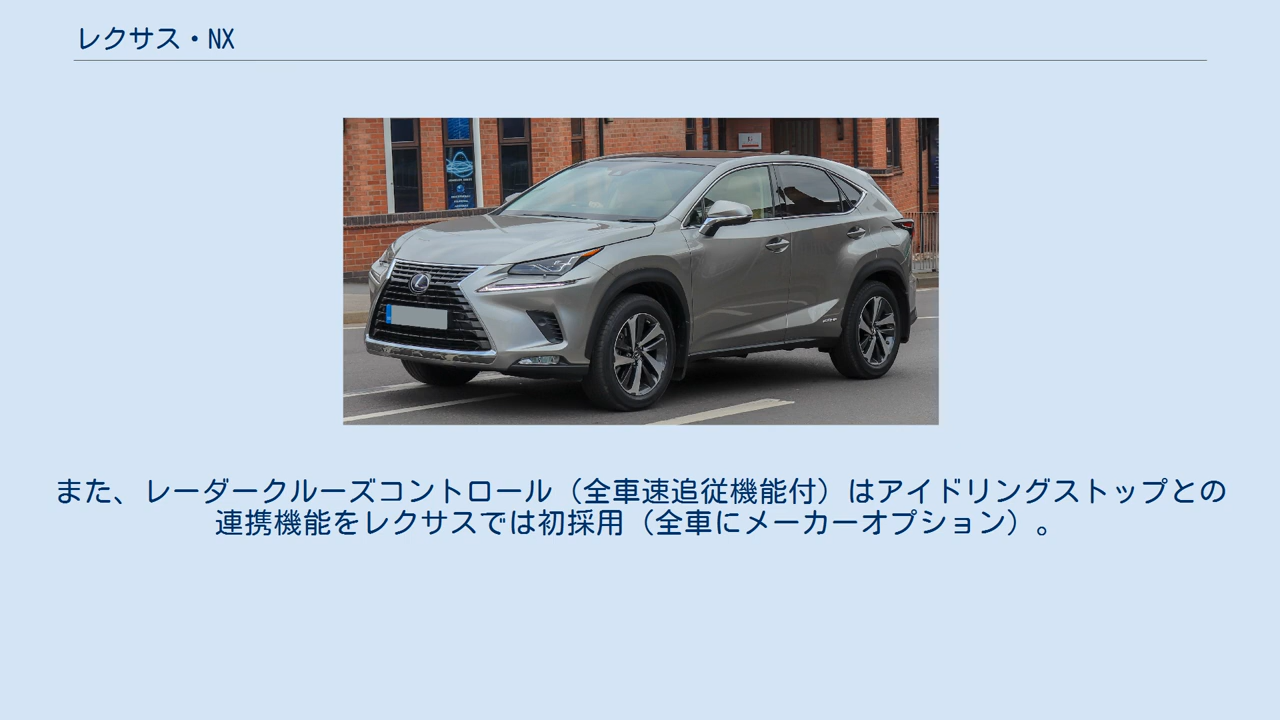 レクサス・NX
また、レーダークルーズコントロール（全車速追従機能付）はアイドリングストップとの
連携機能をレクサスでは初採用（全車にメーカーオプション）。